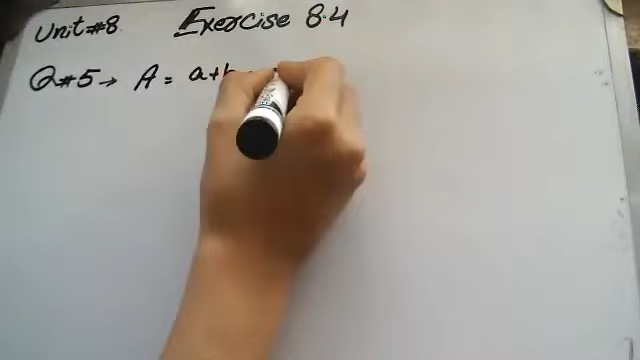 Unit#8 Exercise 8.4
Q#5→ A = a+b